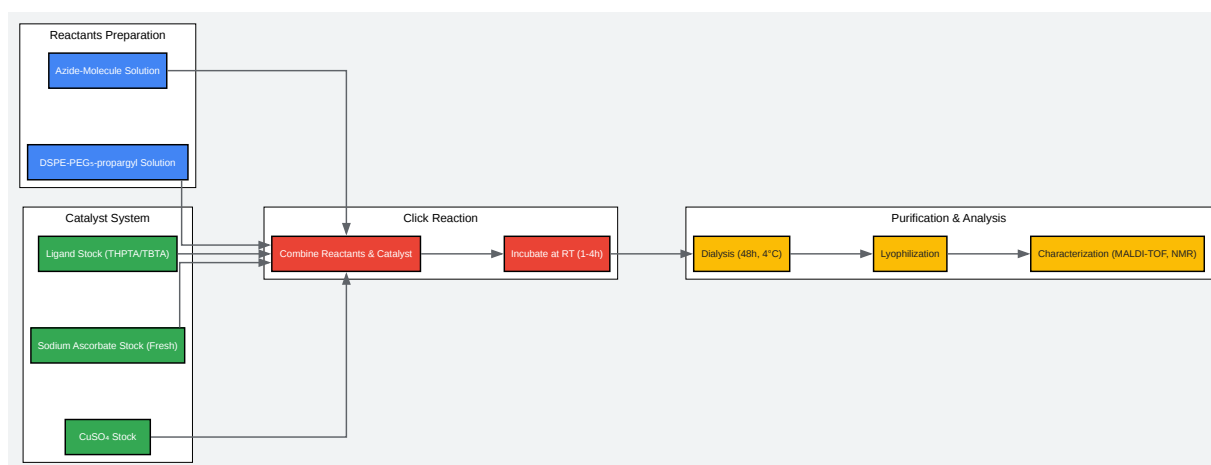 Reactants Preparation
Azide-Molecule Solution
DSPE-PEG₅-propargyl Solution
Catalyst System
Ligand Stock (THPTA/TBTA)
Sodium Ascorbate Stock (Fresh)
CuSO₄ Stock
Click Reaction
Combine Reactants & Catalyst
Incubate at RT (1-4h)
Purification & Analysis
Dialysis (48h, 4°C)
Lyophilization
Characterization (MALDI-TOF, NMR)